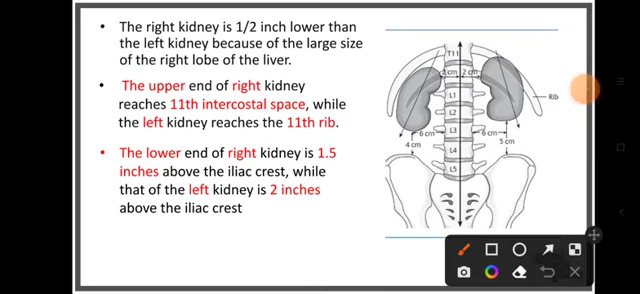 • The right kidney is 1/2 inch lower than
the left kidney because of the large size
of the right lobe of the liver.
• The upper end of right kidney
reaches 11th intercostal space, while
the left kidney reaches the 11th rib.
• The lower end of right kidney is 1.5
inches above the iliac crest, while
that of the left kidney is 2 inches
above the iliac crest
T11
2 cm 2 cm
L1
Rib
L2
6 cm L3 6 cm
4 cm L4 5 cm
L5